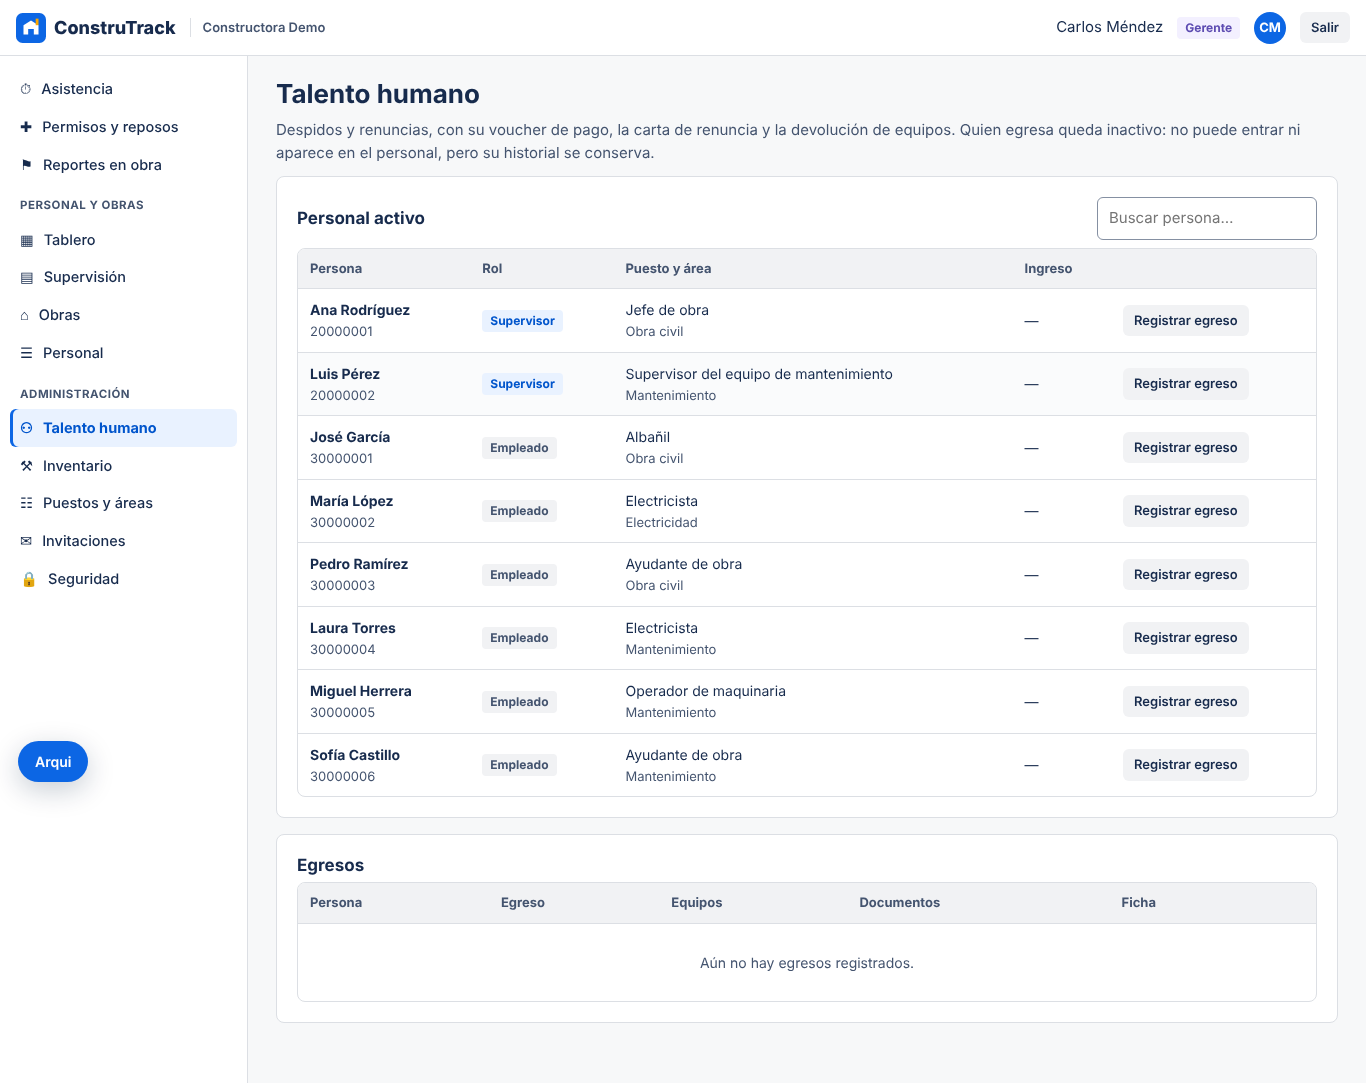 ConstruTrack
Constructora Demo
Carlos Méndez
Gerente
CM
Salir
Asistencia
Permisos y reposos
Reportes en obra
PERSONAL Y OBRAS
Tablero
Supervisión
Obras
Personal
ADMINISTRACIÓN
Talento humano
Inventario
Puestos y áreas
Invitaciones
Seguridad
Arqui
Talento humano
Despidos y renuncias, con su voucher de pago, la carta de renuncia y la devolución de equipos. Quien egresa queda inactivo: no puede entrar ni
aparece en el personal, pero su historial se conserva.
Personal activo
Buscar persona...
Persona Rol Puesto y área Ingreso
Ana Rodríguez Supervisor Jefe de obra — Registrar egreso
20000001 Obra civil
Luis Pérez Supervisor Supervisor del equipo de mantenimiento — Registrar egreso
20000002 Mantenimiento
José García Empleado Albañil — Registrar egreso
30000001 Obra civil
María López Empleado Electricista — Registrar egreso
30000002 Electricidad
Pedro Ramírez Empleado Ayudante de obra — Registrar egreso
30000003 Obra civil
Laura Torres Empleado Electricista — Registrar egreso
30000004 Mantenimiento
Miguel Herrera Empleado Operador de maquinaria — Registrar egreso
30000005 Mantenimiento
Sofía Castillo Empleado Ayudante de obra — Registrar egreso
30000006 Mantenimiento
Egresos
Persona Egreso Equipos Documentos Ficha
Aún no hay egresos registrados.